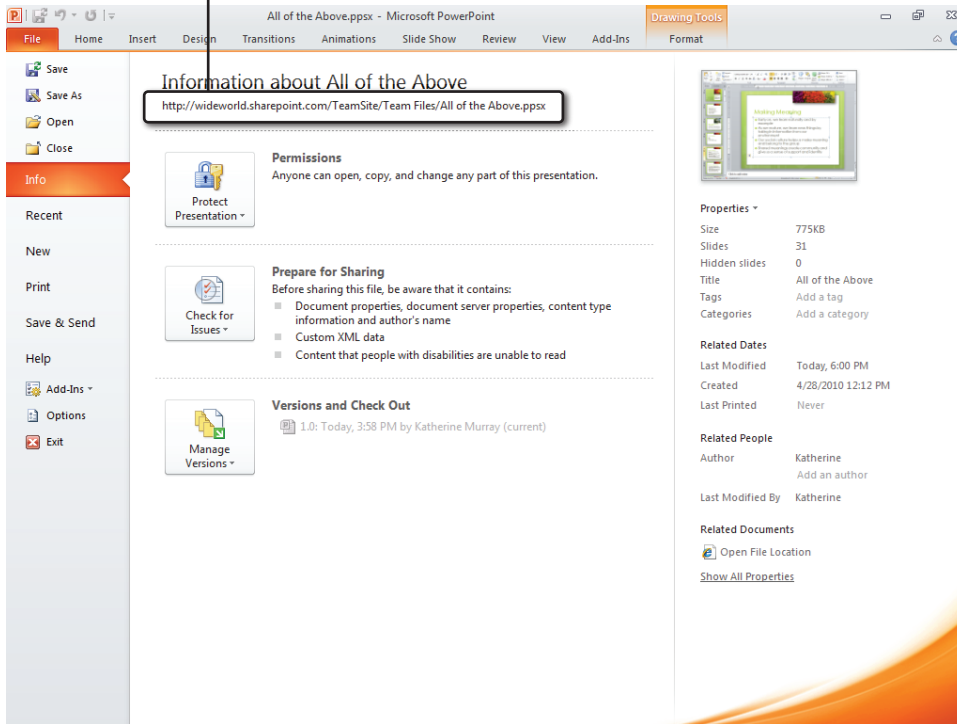 All of the Above.ppsx - Microsoft PowerPoint
Drawing Tools
File Home Insert Design Transitions Animations Slide Show Review View Add-Ins Format
Save
Save As
Open
Close
Info
Recent
New
Print
Save & Send
Help
Add-Ins
Options
Exit
Information about All of the Above
http://wideworld.sharepoint.com/TeamSite/Team Files/All of the Above.ppsx
Protect
Presentation
Permissions
Anyone can open, copy, and change any part of this presentation.
Check for
Issues
Prepare for Sharing
Before sharing this file, be aware that it contains:
Document properties, document server properties, content type
information and author's name
Custom XML data
Content that people with disabilities are unable to read
Manage
Versions
Versions and Check Out
1.0: Today, 3:58 PM by Katherine Murray (current)
Making Meaning
Properties
Size 775KB
Slides 31
Hidden slides 0
Title All of the Above
Tags Add a tag
Categories Add a category
Related Dates
Last Modified Today, 6:00 PM
Created 4/28/2010 12:12 PM
Last Printed Never
Related People
Author Katherine
Add an author
Last Modified By Katherine
Related Documents
Open File Location
Show All Properties